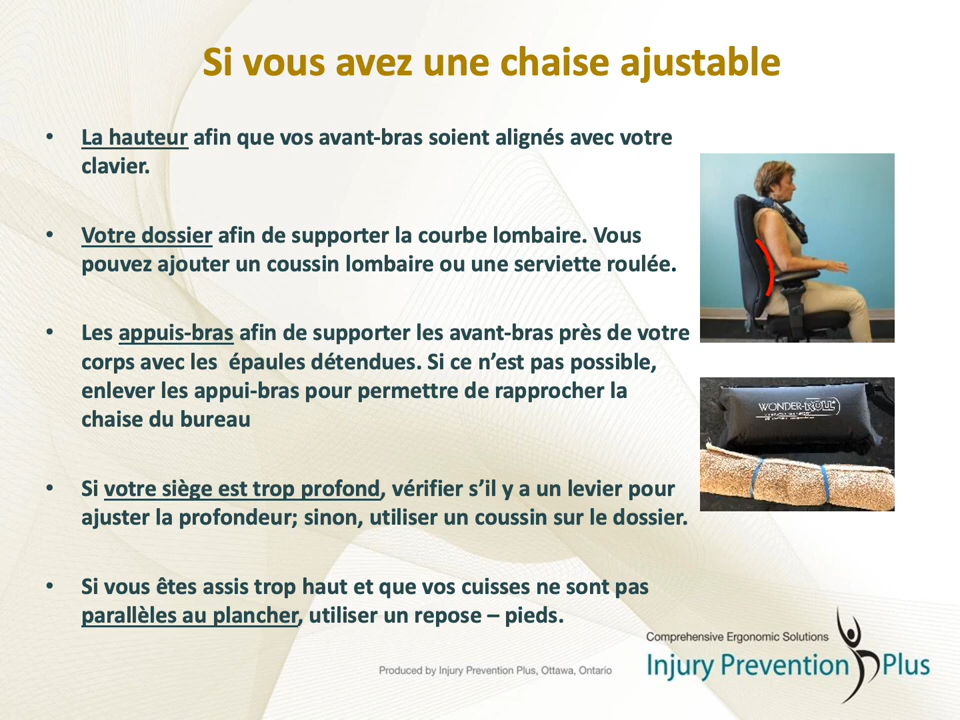 Si vous avez une chaise ajustable
• La hauteur afin que vos avant-bras soient alignés avec votre
clavier.
• Votre dossier afin de supporter la courbe lombaire. Vous
pouvez ajouter un coussin lombaire ou une serviette roulée.
• Les appuis-bras afin de supporter les avant-bras près de votre
corps avec les  épaules détendues. Si ce n’est pas possible,
enlever les appui-bras pour permettre de rapprocher la
chaise du bureau
WONDER-ROLL
• Si votre siège est trop profond, vérifier s’il y a un levier pour
ajuster la profondeur; sinon, utiliser un coussin sur le dossier.
• Si vous êtes assis trop haut et que vos cuisses ne sont pas
parallèles au plancher, utiliser un repose – pieds.
Comprehensive Ergonomic Solutions
Injury Prevention Plus
Produced by Injury Prevention Plus, Ottawa, Ontario